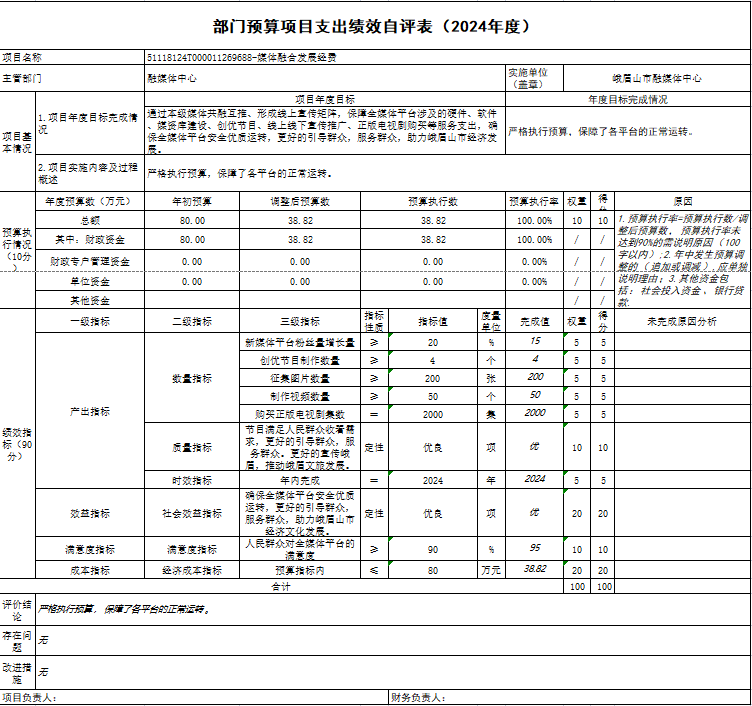 部门预算项目支出绩效自评表（2024年度）
项目名称 51118124T000011269688-媒体融合发展经费
主管部门 融媒体中心 实施单位（盖章） 峨眉山市融媒体中心
项目基本情况 1.项目年度目标完成情况 项目年度目标 年度目标完成情况
通过本级媒体共融互推、形成线上宣传矩阵，保障全媒体平台涉及的硬件、软件、媒资库建设、创优节目、线上线下宣传推广、正版电视剧购买等服务支出，确保全媒体平台安全优质运转，更好的引导群众，服务群众，助力峨眉山市经济发展。 严格执行预算，保障了各平台的正常运转。
2.项目实施内容及过程概述 严格执行预算，保障了各平台的正常运转。
预算执行情况（10分） 年度预算数（万元） 年初预算 调整后预算数 预算执行数 预算执行率 权重 得分 原因
总额 80.00 38.82 38.82 100.00% 10 10 1.预算执行率=预算执行数/调整后预算数，预算执行率未达到90%的需说明原因（100字以内）;2.年中发生预算调整的（追加或调减）,应单独说明理由；3.其他资金包括：社会投入资金、银行贷款.
其中：财政资金 80.00 38.82 38.82 100.00% / /
财政专户管理资金 0.00 0.00 0.00 0.00% / /
单位资金 0.00 0.00 0.00 0.00% / /
其他资金 / /
绩效指标（90分） 一级指标 二级指标 三级指标 指标性质 指标值 度量单位 完成值 权重 得分 未完成原因分析
产出指标 数量指标 新媒体平台粉丝量增长量 ≥ 20 % 15 5 5
创优节目制作数量 ≥ 4 个 4 5 5
征集图片数量 ≥ 200 张 200 5 5
制作视频数量 ≥ 50 个 50 5 5
购买正版电视剧集数 ＝ 2000 集 2000 5 5
质量指标 节目满足人民群众收看需求，更好的引导群众，服务群众。更好的宣传峨眉，推动峨眉文旅发展。 定性 优良 项 优 10 10
时效指标 年内完成 ＝ 2024 年 2024 5 5
效益指标 社会效益指标 确保全媒体平台安全优质运转，更好的引导群众，服务群众，助力峨眉山市经济文化发展。 定性 优良 项 优 20 20
满意度指标 满意度指标 人民群众对全媒体平台的满意度 ≥ 90 % 95 10 10
成本指标 经济成本指标 预算指标内 ≤ 80 万元 38.82 20 20
合计 100 100
评价结论 严格执行预算，保障了各平台的正常运转。
存在问题 无
改进措施 无
项目负责人： 财务负责人：